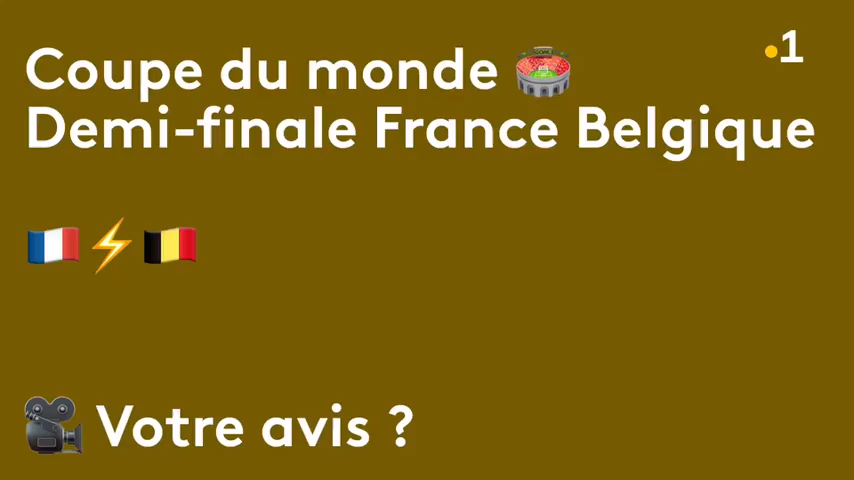 Coupe du monde 🏟️
1
Demi-finale France Belgique
🇫🇷⚡🇧🇪
🎥 Votre avis ?